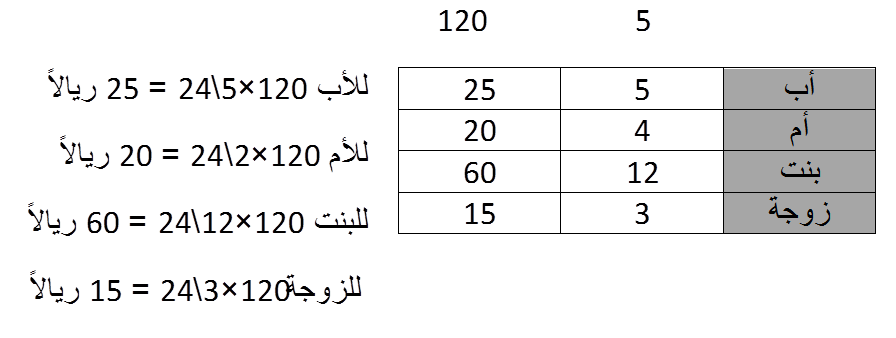 120 5
أب 5 25
أم 4 20
بنت 12 60
زوجة 3 15
للأب 120×5\24 = 25 ريالاً
للأم 120×2\24 = 20 ريالاً
للبنت 120×12\24 = 60 ريالاً
للزوجة120×3\24 = 15 ريالاً